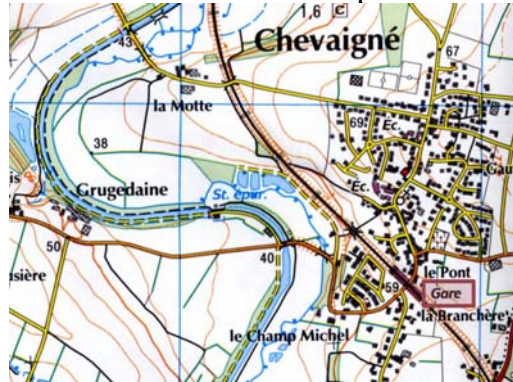 1,6 C
43
Chevaigné
67
la Motte
69
Éc.
38
Éc.
Grugedaine
St. épur.
50
40
le Pont
59
Gare
la Branchère
le Champ Michel